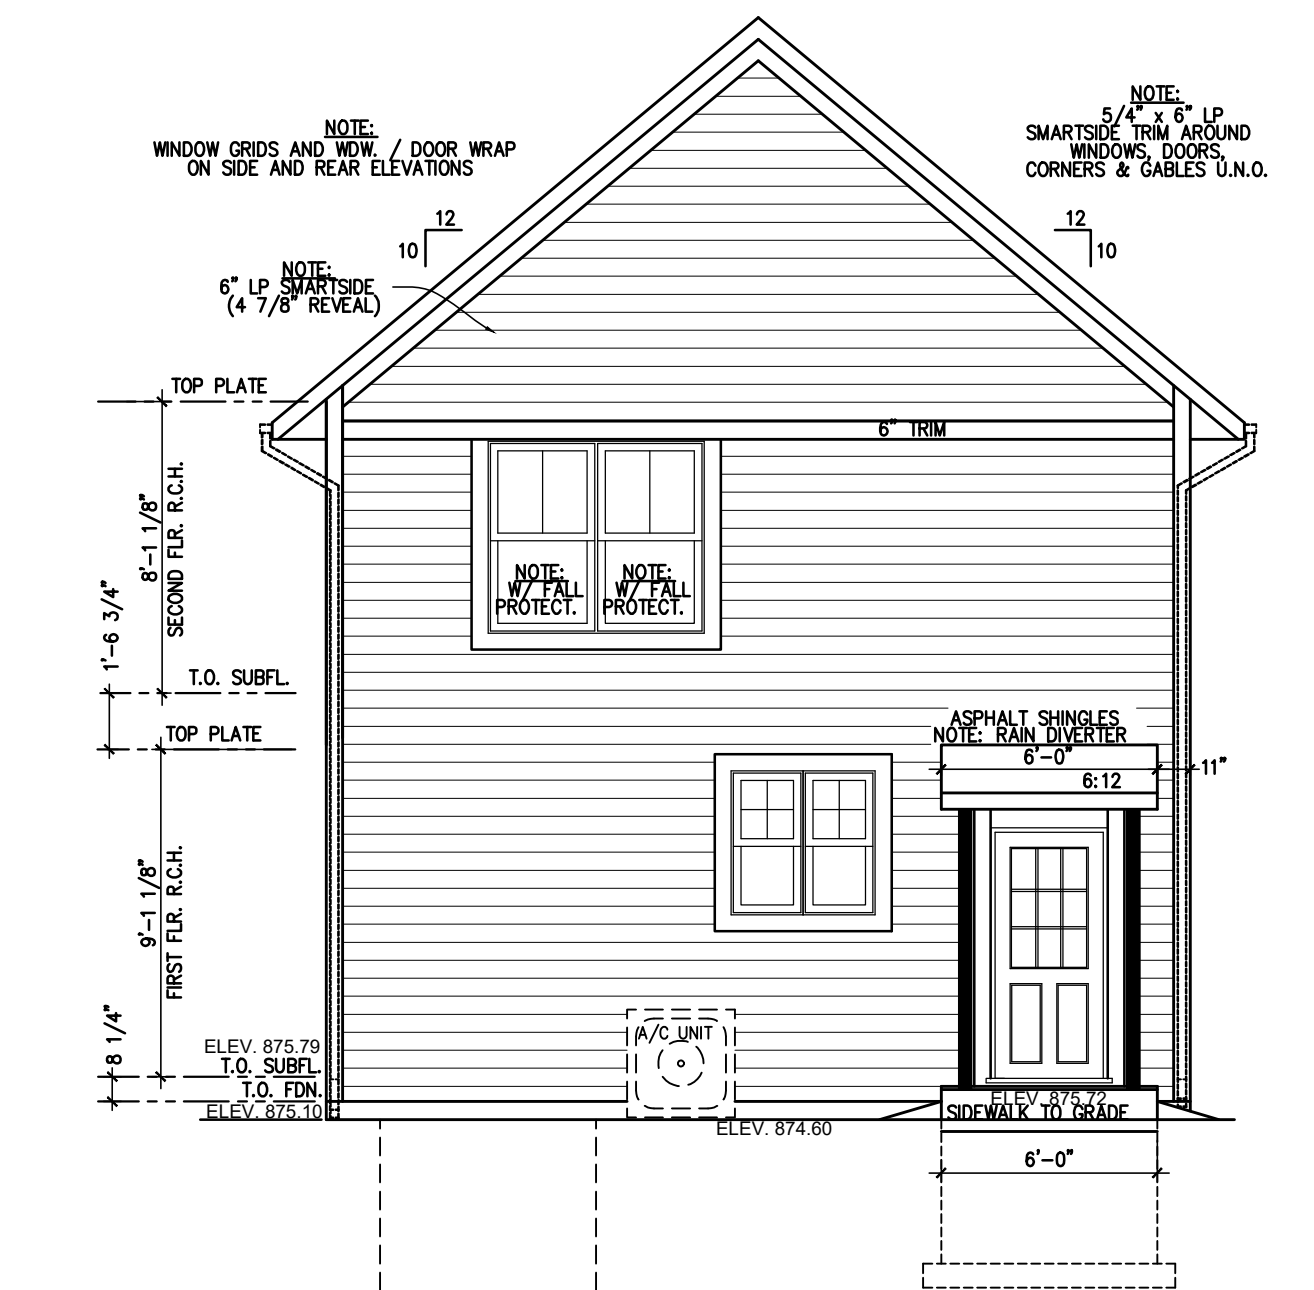 NOTE:
5/4" x 6" LP
SMARTSIDE TRIM AROUND
WINDOWS, DOORS,
CORNERS & GABLES U.N.O.
NOTE:
WINDOW GRIDS AND WDW. / DOOR WRAP
ON SIDE AND REAR ELEVATIONS
12
10
12
10
NOTE:
6" LP SMARTSIDE
(4 7/8" REVEAL)
TOP PLATE
6" TRIM
8'-1 1/8"
SECOND FLR. R.C.H.
NOTE:
W/ FALL
PROTECT.
NOTE:
W/ FALL
PROTECT.
1'-6 3/4"
T.O. SUBFL.
TOP PLATE
ASPHALT SHINGLES
NOTE: RAIN DIVERTER
6'-0"
11"
6:12
9'-1 1/8"
FIRST FLR. R.C.H.
8 1/4"
A/C UNIT
ELEV. 875.79
T.O. SUBFL.
T.O. FDN.
ELEV. 875.10
ELEV. 875.72
SIDEWALK TO GRADE
ELEV. 874.60
6'-0"